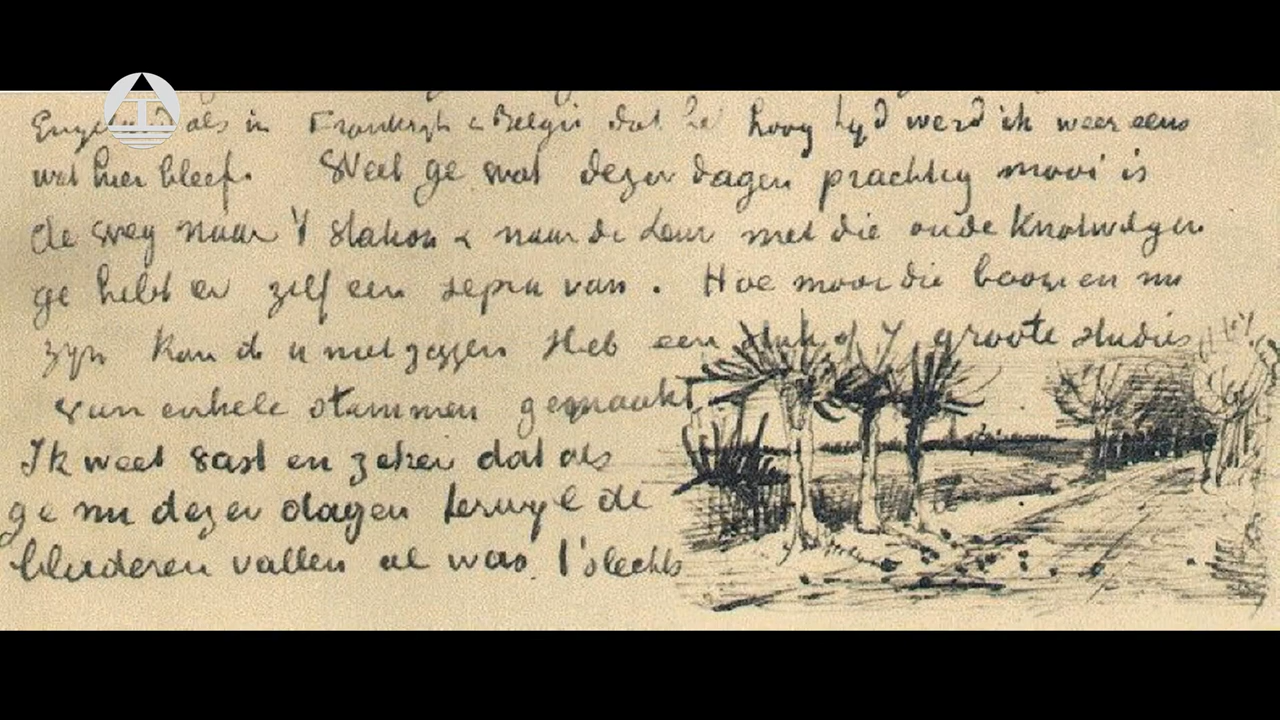 Engeland als in Frankrijk & Belgie dat het hoog tyd werd ik weer eens
wat hier bleef. Weet ge wat dezer dagen prachtig mooi is
de weg naar 't station & naar de Leur met die oude Knotwilgen
ge hebt er zelf een sepia van. Hoe mooi die boomen nu
zyn kan ik u niet zeggen Heb een stuk of 7 groote studies
van enkele stammen gemaakt
Ik weet vast en zeker dat als
ge nu dezer dagen terwyl de
bladeren vallen al was 't slechts